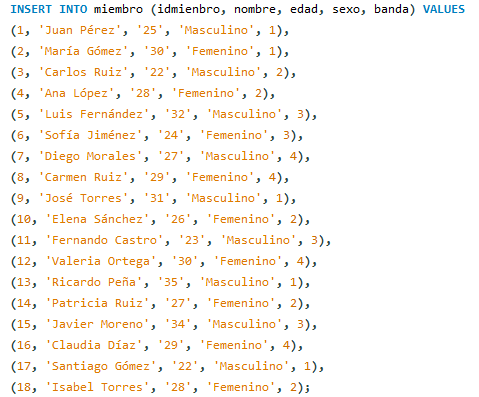 INSERT INTO miembro (idmienbro, nombre, edad, sexo, banda) VALUES
(1, 'Juan Pérez', '25', 'Masculino', 1),
(2, 'María Gómez', '30', 'Femenino', 1),
(3, 'Carlos Ruiz', '22', 'Masculino', 2),
(4, 'Ana López', '28', 'Femenino', 2),
(5, 'Luis Fernández', '32', 'Masculino', 3),
(6, 'Sofía Jiménez', '24', 'Femenino', 3),
(7, 'Diego Morales', '27', 'Masculino', 4),
(8, 'Carmen Ruiz', '29', 'Femenino', 4),
(9, 'José Torres', '31', 'Masculino', 1),
(10, 'Elena Sánchez', '26', 'Femenino', 2),
(11, 'Fernando Castro', '23', 'Masculino', 3),
(12, 'Valeria Ortega', '30', 'Femenino', 4),
(13, 'Ricardo Peña', '35', 'Masculino', 1),
(14, 'Patricia Ruiz', '27', 'Femenino', 2),
(15, 'Javier Moreno', '34', 'Masculino', 3),
(16, 'Claudia Díaz', '29', 'Femenino', 4),
(17, 'Santiago Gómez', '22', 'Masculino', 1),
(18, 'Isabel Torres', '28', 'Femenino', 2);